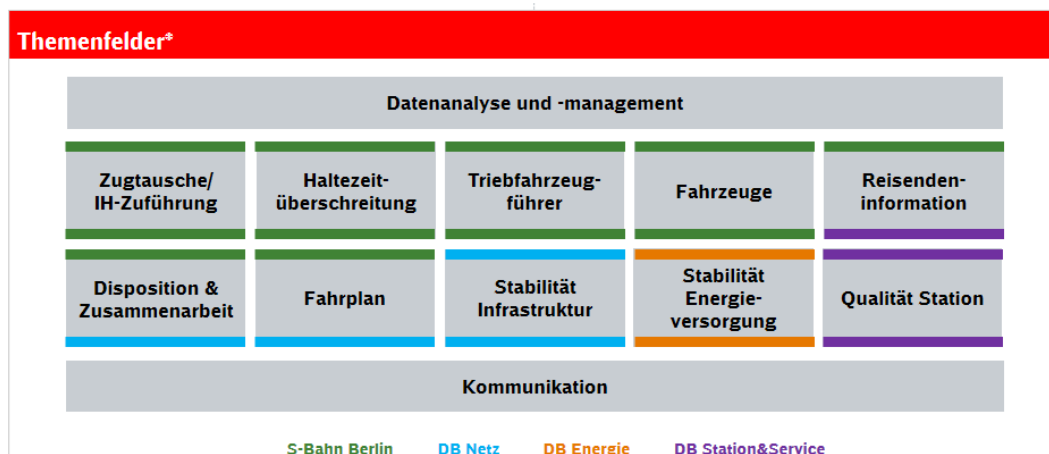 Themenfelder*
Datenanalyse und -management
Zugtausche/
IH-Zuführung
Haltezeit-
überschreitung
Triebfahrzeug-
führer
Fahrzeuge
Reisenden-
information
Disposition &
Zusammenarbeit
Fahrplan
Stabilität
Infrastruktur
Stabilität
Energie-
versorgung
Qualität Station
Kommunikation
S-Bahn Berlin DB Netz DB Energie DB Station&Service